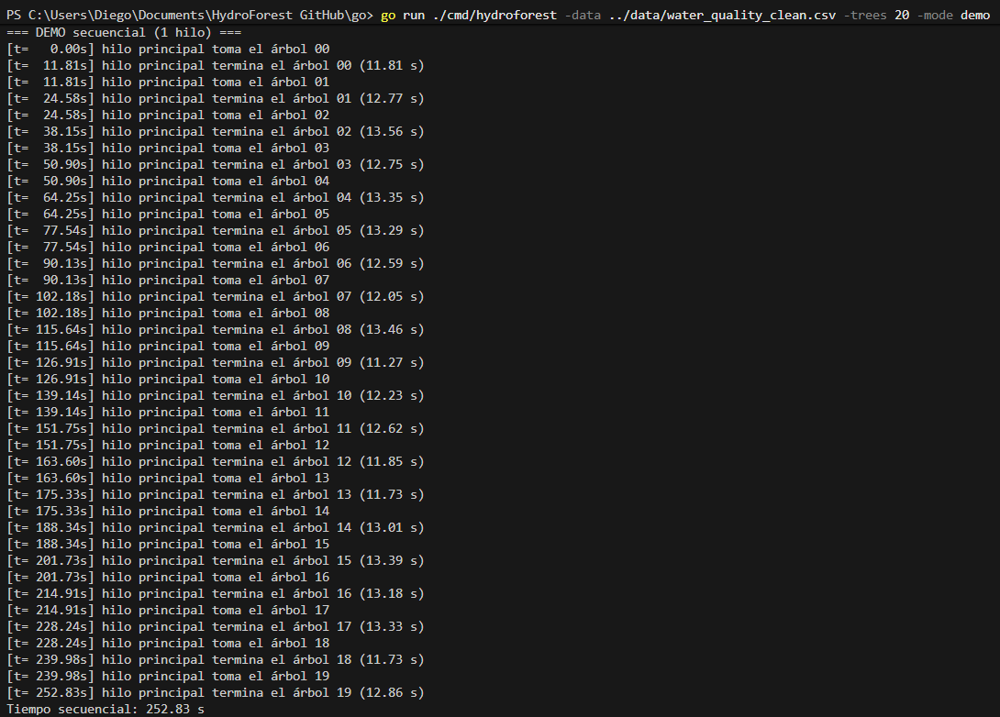 PS C:\Users\Diego\Documents\HydroForest GitHub\go> go run ./cmd/hydroforest -data ../data/water_quality_clean.csv -trees 20 -mode demo
=== DEMO secuencial (1 hilo) ===
[t=   0.00s] hilo principal toma el árbol 00
[t=  11.81s] hilo principal termina el árbol 00 (11.81 s)
[t=  11.81s] hilo principal toma el árbol 01
[t=  24.58s] hilo principal termina el árbol 01 (12.77 s)
[t=  24.58s] hilo principal toma el árbol 02
[t=  38.15s] hilo principal termina el árbol 02 (13.56 s)
[t=  38.15s] hilo principal toma el árbol 03
[t=  50.90s] hilo principal termina el árbol 03 (12.75 s)
[t=  50.90s] hilo principal toma el árbol 04
[t=  64.25s] hilo principal termina el árbol 04 (13.35 s)
[t=  64.25s] hilo principal toma el árbol 05
[t=  77.54s] hilo principal termina el árbol 05 (13.29 s)
[t=  77.54s] hilo principal toma el árbol 06
[t=  90.13s] hilo principal termina el árbol 06 (12.59 s)
[t=  90.13s] hilo principal toma el árbol 07
[t= 102.18s] hilo principal termina el árbol 07 (12.05 s)
[t= 102.18s] hilo principal toma el árbol 08
[t= 115.64s] hilo principal termina el árbol 08 (13.46 s)
[t= 115.64s] hilo principal toma el árbol 09
[t= 126.91s] hilo principal termina el árbol 09 (11.27 s)
[t= 126.91s] hilo principal toma el árbol 10
[t= 139.14s] hilo principal termina el árbol 10 (12.23 s)
[t= 139.14s] hilo principal toma el árbol 11
[t= 151.75s] hilo principal termina el árbol 11 (12.62 s)
[t= 151.75s] hilo principal toma el árbol 12
[t= 163.60s] hilo principal termina el árbol 12 (11.85 s)
[t= 163.60s] hilo principal toma el árbol 13
[t= 175.33s] hilo principal termina el árbol 13 (11.73 s)
[t= 175.33s] hilo principal toma el árbol 14
[t= 188.34s] hilo principal termina el árbol 14 (13.01 s)
[t= 188.34s] hilo principal toma el árbol 15
[t= 201.73s] hilo principal termina el árbol 15 (13.39 s)
[t= 201.73s] hilo principal toma el árbol 16
[t= 214.91s] hilo principal termina el árbol 16 (13.18 s)
[t= 214.91s] hilo principal toma el árbol 17
[t= 228.24s] hilo principal termina el árbol 17 (13.33 s)
[t= 228.24s] hilo principal toma el árbol 18
[t= 239.98s] hilo principal termina el árbol 18 (11.73 s)
[t= 239.98s] hilo principal toma el árbol 19
[t= 252.83s] hilo principal termina el árbol 19 (12.86 s)
Tiempo secuencial: 252.83 s